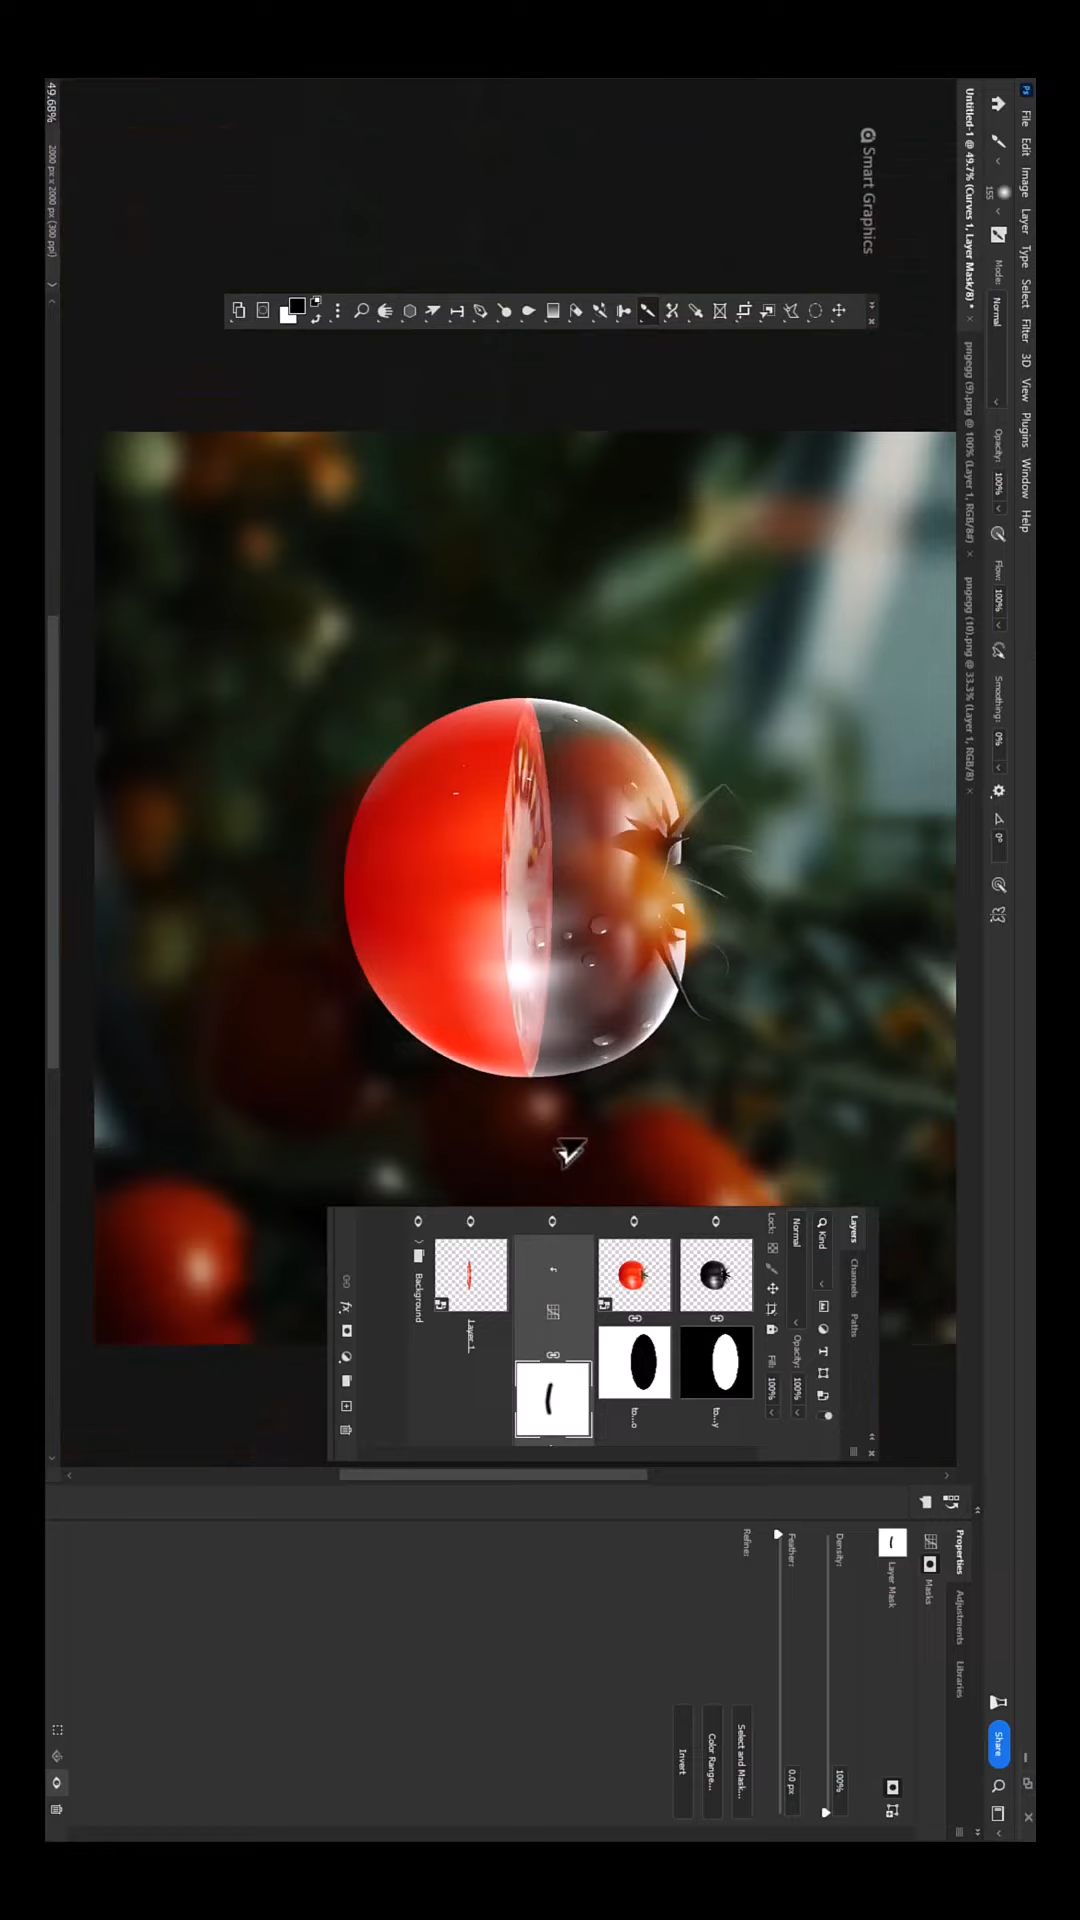 Ps File Edit Image Layer Type Select Filter 3D View Plugins Window Help
155 Mode: Normal Opacity: 100% Flow: 100% Smoothing: 0% 0° Share
Untitled-1 @ 49.7% (Curves 1, Layer Mask/8) * × pngegg (9).png @ 100% (Layer 1, RGB/8#) × pngegg (10).png @ 33.3% (Layer 1, RGB/8) ×
Smart Graphics
Layers Channels Paths
Kind
Normal Opacity: 100%
Lock: Fill: 100%
to...y
to...o
Layer 1
Background
fx
Properties Adjustments Libraries
Masks
Layer Mask
Density: 100%
Feather: 0.0 px
Refine: Select and Mask...
Color Range...
Invert
49.68% 2000 px x 2000 px (300 ppi)